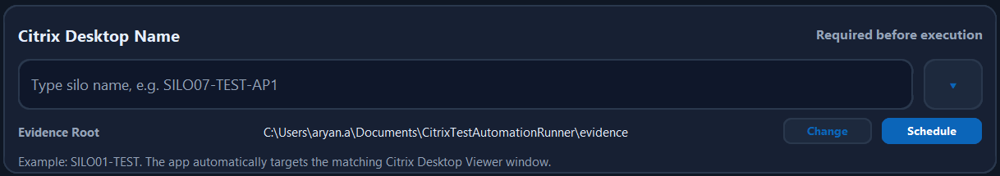 Citrix Desktop Name
Required before execution
Type silo name, e.g. SILO07-TEST-AP1
Evidence Root
C:\Users\aryan.a\Documents\CitrixTestAutomationRunner\evidence
Change
Schedule
Example: SILO01-TEST. The app automatically targets the matching Citrix Desktop Viewer window.